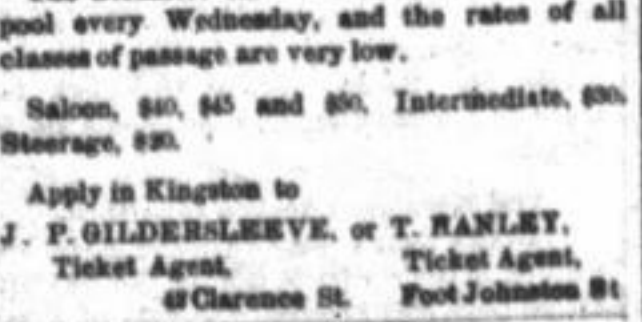 pool every Wednesday, and the rates of all
classes of passage are very low.
Saloon, $40, $45 and $50, Intermediate, $30,
Steerage, $20.
Apply in Kingston to
J. P. GILDERSLEEVE, or T. HANLEY,
Ticket Agent, Ticket Agent,
Clarence St. Foot Johnston St